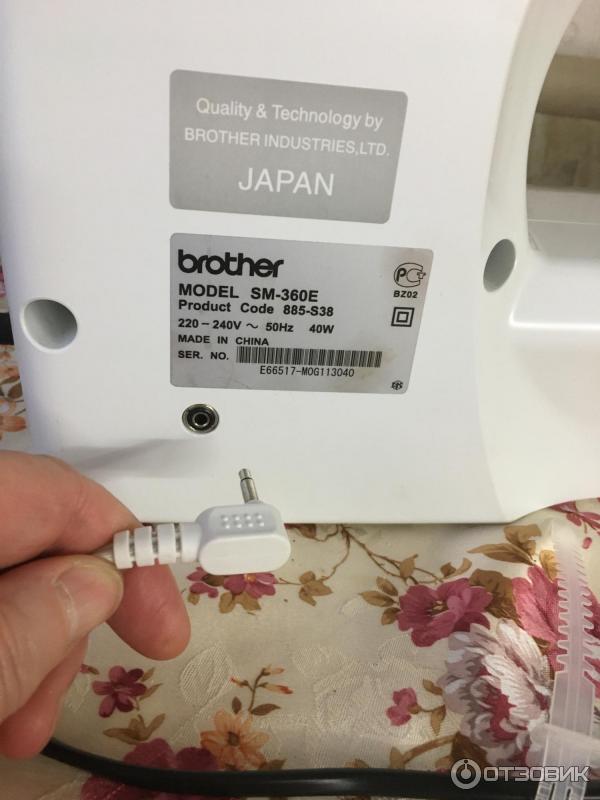 Quality & Technology by
BROTHER INDUSTRIES,LTD.
JAPAN
brother
MODEL SM-360E
Product Code 885-S38
220-240V ~ 50Hz 40W
MADE IN CHINA
SER. NO.
E66517-M0G113040
PC
BZ02
ОТЗОВИК